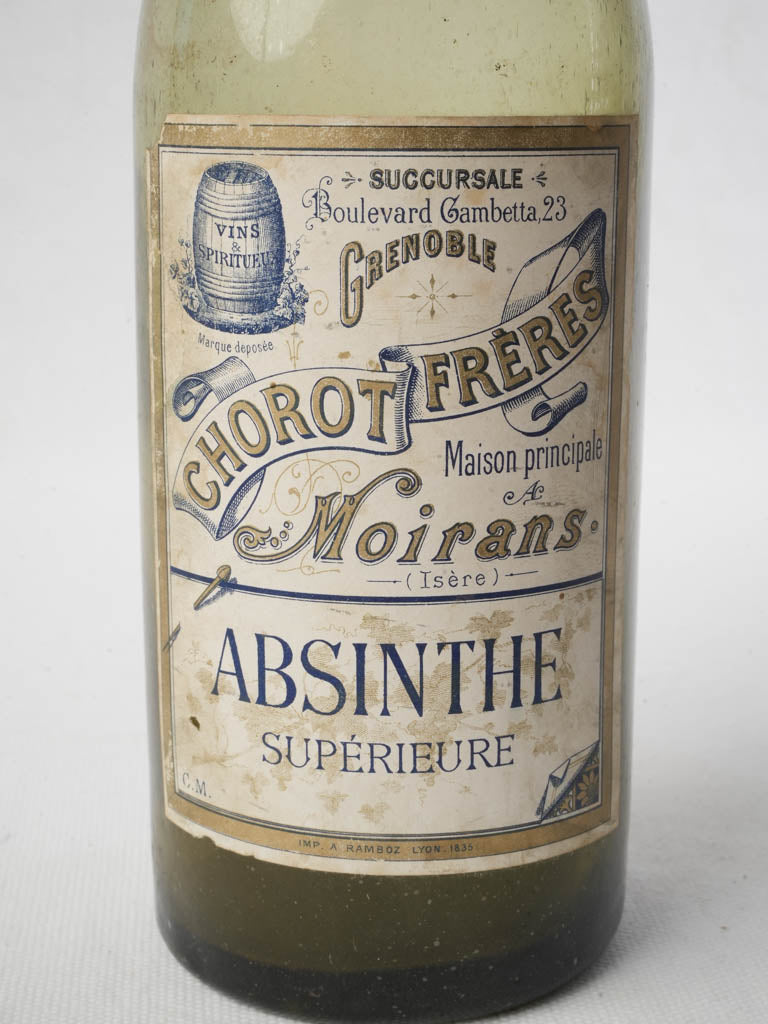 SUCCURSALE
Boulevard Gambetta, 23
GRENOBLE
VINS
&
SPIRITUEUX
Marque déposée
CHOROT FRÈRES
Maison principale
A
Moirans.
(Isère)
ABSINTHE
SUPÉRIEURE
C.M.
IMP. A RAMBOZ LYON. 1835